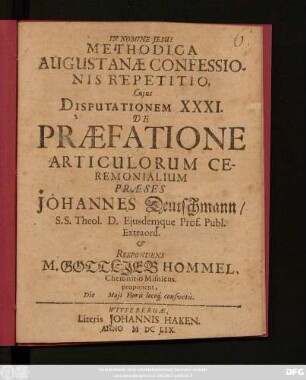 IN NOMINE JESU!
METHODICA
AUGUSTANÆ CONFESSIO-
NIS REPETITIO,
Cujus
DISPUTATIONEM XXXI.
DE
PRÆFATIONE
ARTICULORUM CE-
REMONIALIUM
PRÆSES
JOHANNES Deutschmann/
S.S. Theol. D. Ejusdemque Prof. Publ.
Extraord.
&
RESPONDENS
M. GOTTLIEB HOMMEL,
Misnicus,
proponent,
Die Maji Horis locoq; consuetis.
WITTEBERGÆ,
Literis JOHANNIS HAKEN,
ANNO M DC LIX.